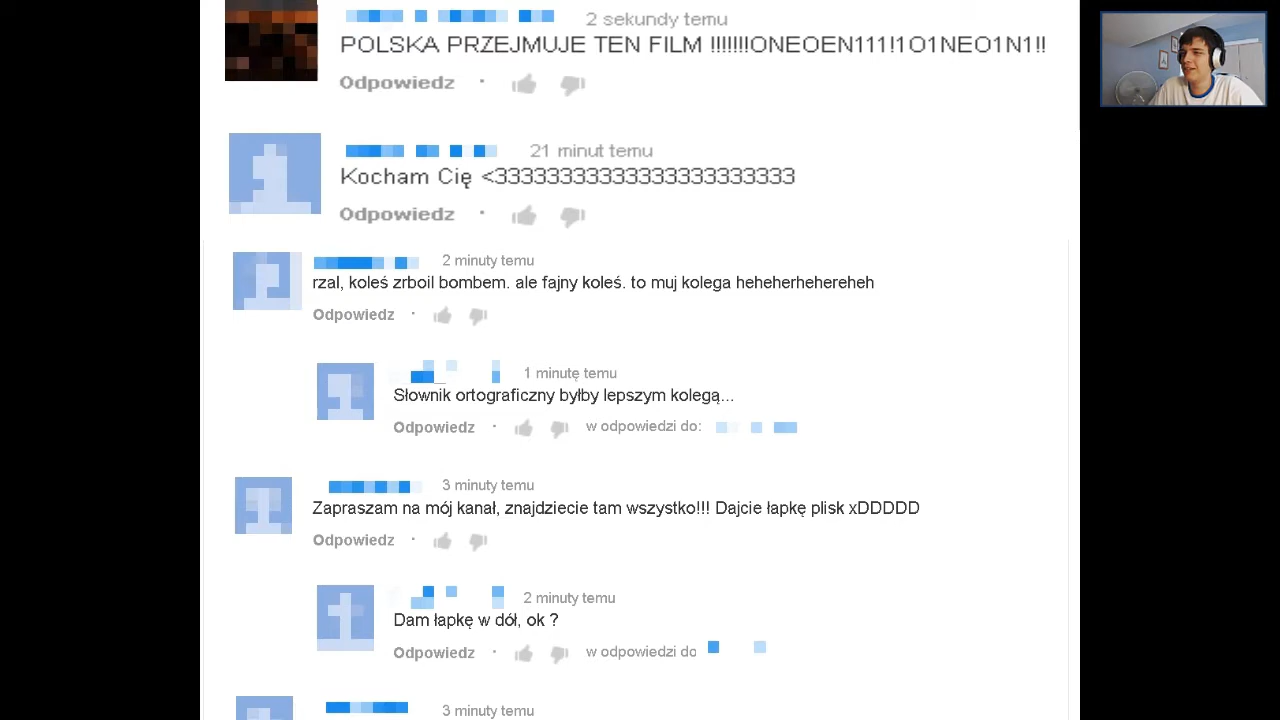 2 sekundy temu
POLSKA PRZEJMUJE TEN FILM !!!!!!!ONEOEN111!1O1NEO1N1!!
Odpowiedz ·
21 minut temu
Kocham Cię <33333333333333333333333
Odpowiedz ·
2 minuty temu
rzal, koleś zrboil bombem. ale fajny koleś. to muj kolega heheherhehereheh
Odpowiedz ·
1 minutę temu
Słownik ortograficzny byłby lepszym kolegą...
Odpowiedz · w odpowiedzi do:
3 minuty temu
Zapraszam na mój kanał, znajdziecie tam wszystko!!! Dajcie łapkę plisk xDDDDD
Odpowiedz ·
2 minuty temu
Dam łapkę w dół, ok ?
Odpowiedz · w odpowiedzi do
3 minuty temu